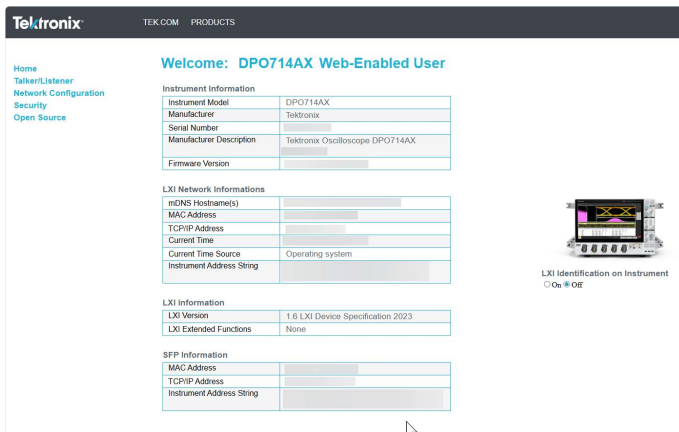 Tektronix
TEK.COM PRODUCTS
Home
Talker/Listener
Network Configuration
Security
Open Source
Welcome: DPO714AX Web-Enabled User
Instrument Information
Instrument Model DPO714AX
Manufacturer Tektronix
Serial Number
Manufacturer Description Tektronix Oscilloscope DPO714AX
Firmware Version
LXI Network Informations
mDNS Hostname(s)
MAC Address
TCP/IP Address
Current Time
Current Time Source Operating system
Instrument Address String
LXI Information
LXI Version 1.6 LXI Device Specification 2023
LXI Extended Functions None
SFP Information
MAC Address
TCP/IP Address
Instrument Address String
LXI Identification on Instrument
On Off